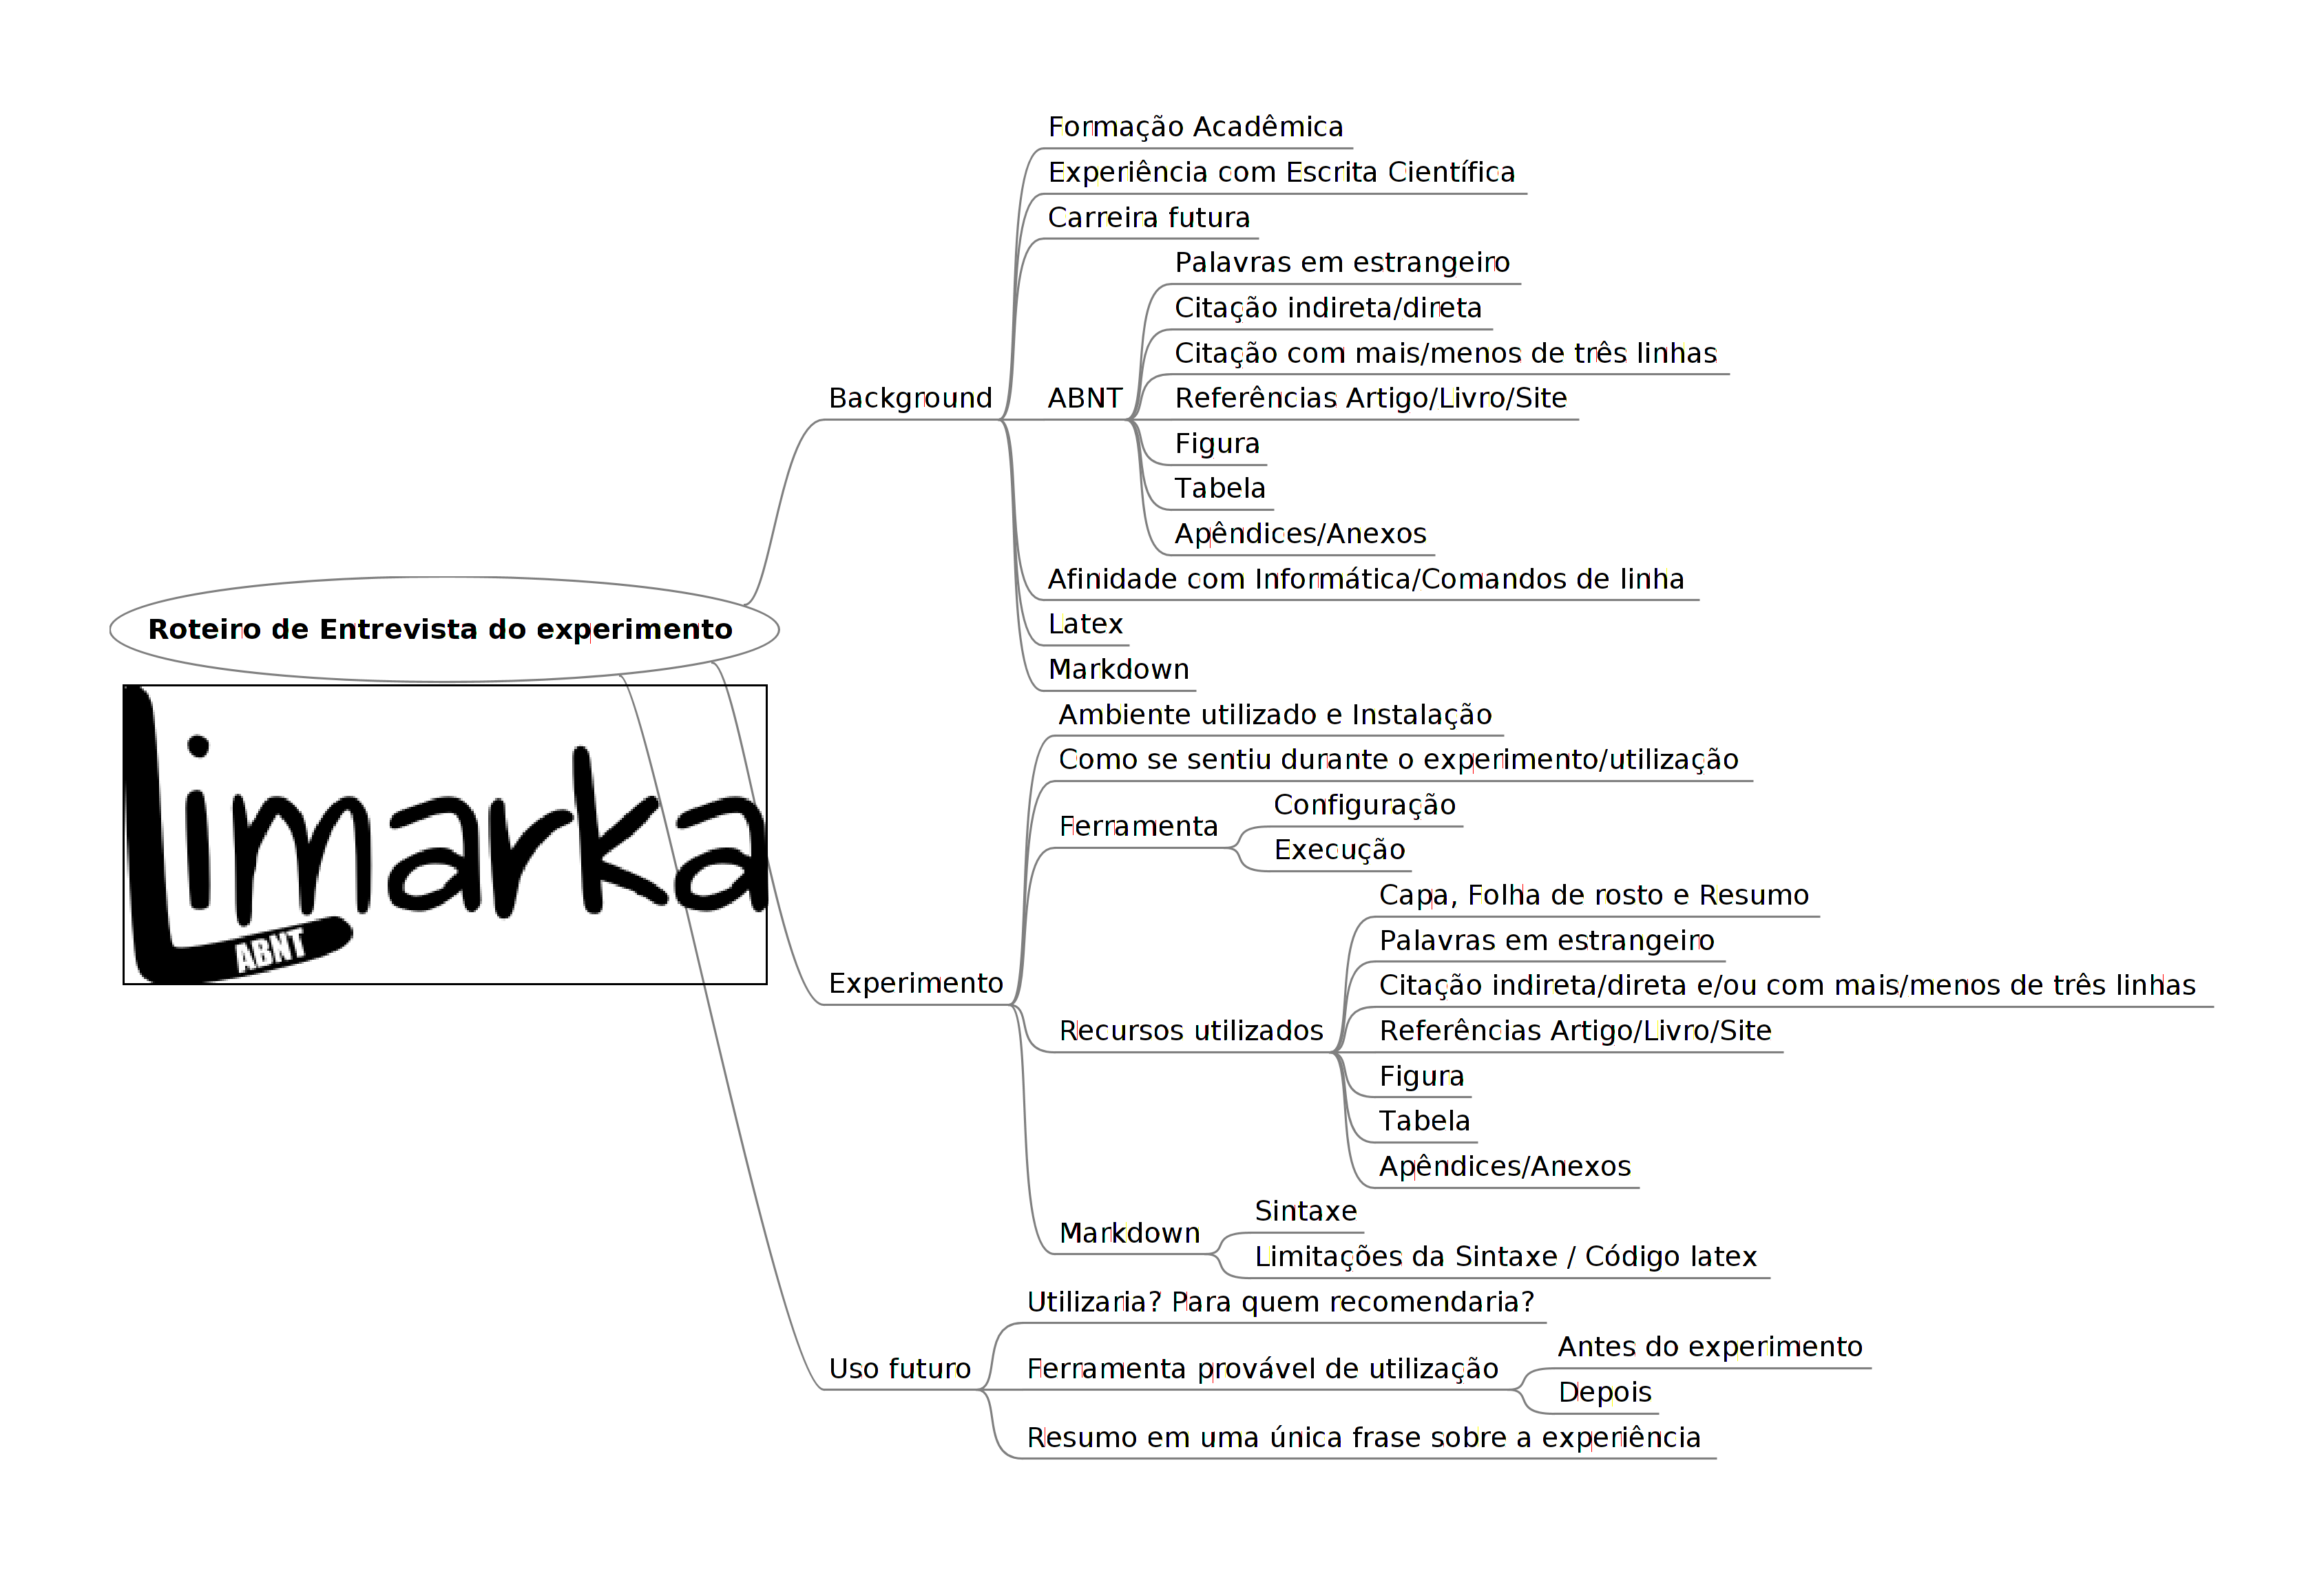 Formação Acadêmica
Experiência com Escrita Científica
Carreira futura
Palavras em estrangeiro
Citação indireta/direta
Citação com mais/menos de três linhas
Background
ABNT
Referências Artigo/Livro/Site
Figura
Tabela
Apêndices/Anexos
Afinidade com Informática/Comandos de linha
Latex
Markdown
Roteiro de Entrevista do experimento
Limarka
ABNT
Ambiente utilizado e Instalação
Como se sentiu durante o experimento/utilização
Ferramenta
Configuração
Execução
Experimento
Capa, Folha de rosto e Resumo
Palavras em estrangeiro
Citação indireta/direta e/ou com mais/menos de três linhas
Recursos utilizados
Referências Artigo/Livro/Site
Figura
Tabela
Apêndices/Anexos
Markdown
Sintaxe
Limitações da Sintaxe / Código latex
Utilizaria? Para quem recomendaria?
Uso futuro
Ferramenta provável de utilização
Antes do experimento
Depois
Resumo em uma única frase sobre a experiência